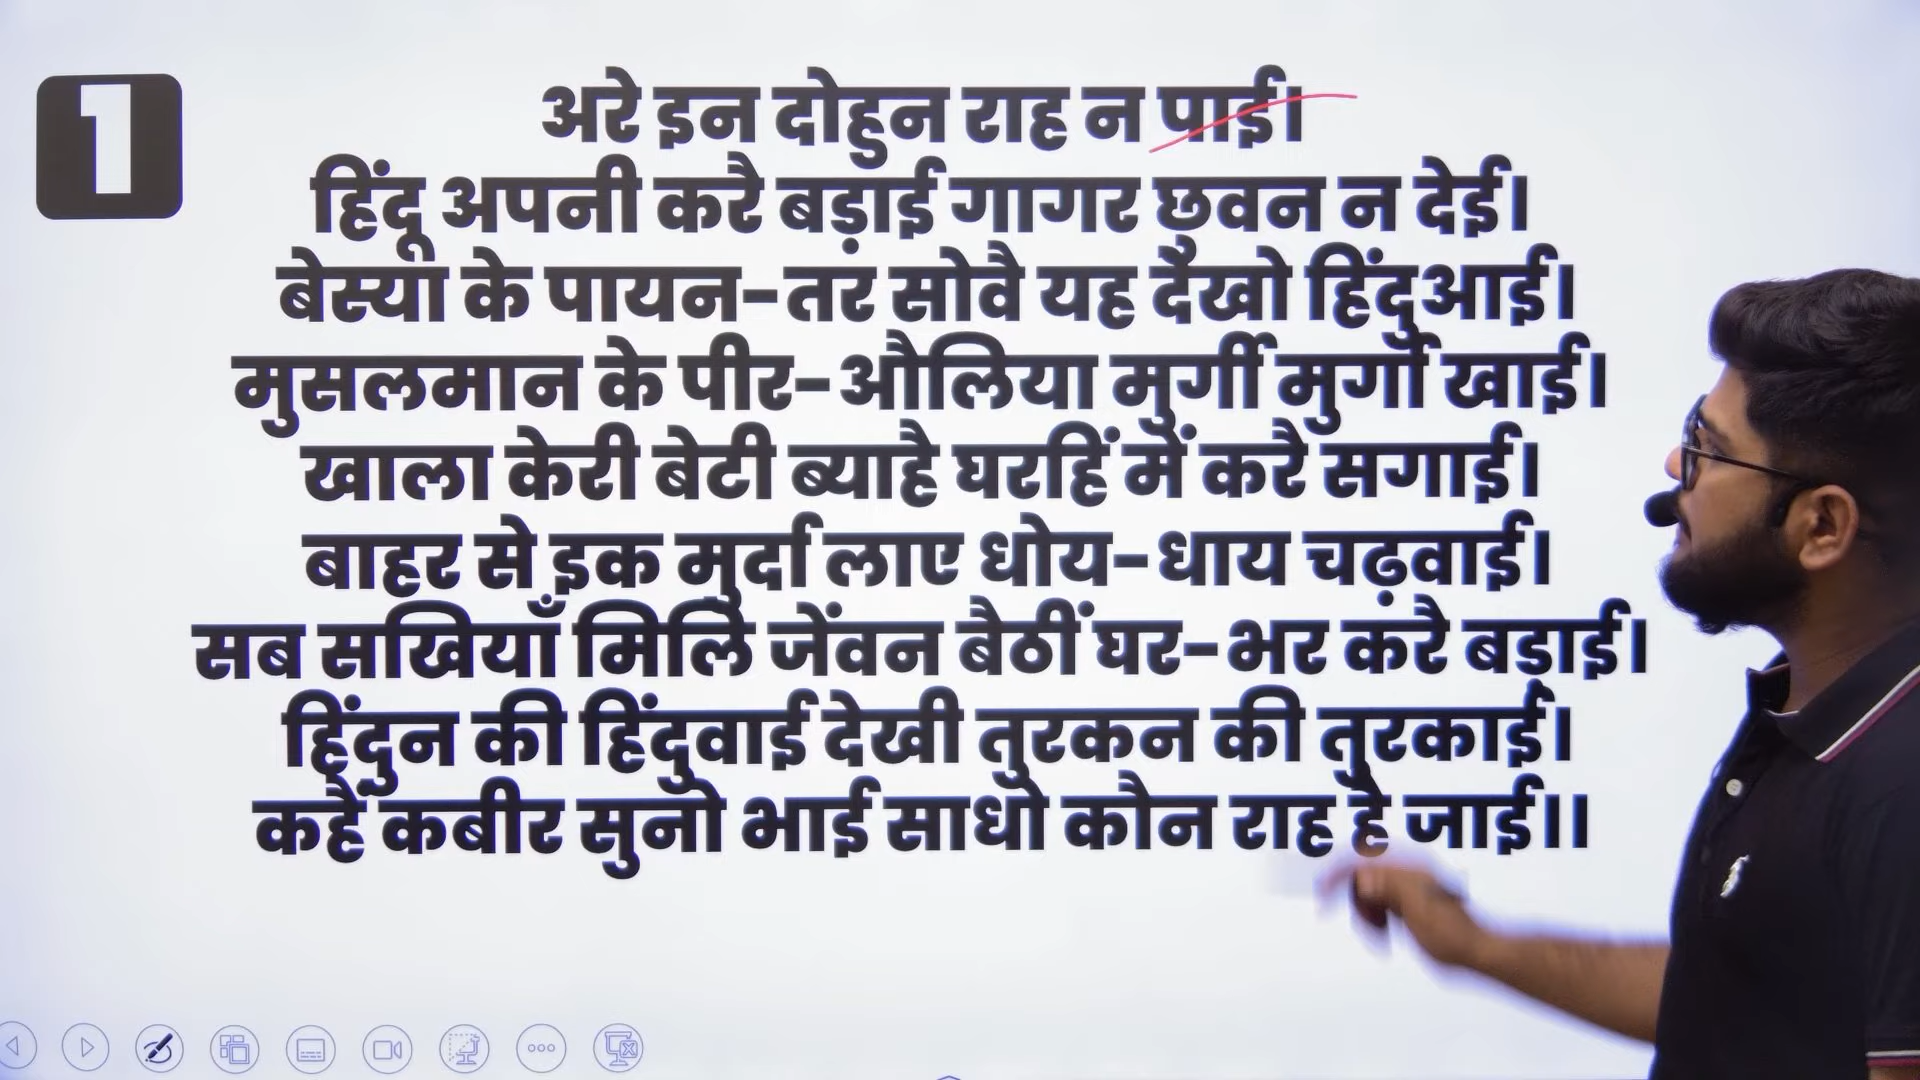 1
अरे इन दोहुन राह न पाई।
हिंदू अपनी करै बड़ाई गागर छुवन न देई।
बेस्या के पायन-तर सोवै यह देखो हिंदुआई।
मुसलमान के पीर-औलिया मुर्गी मुर्गा खाई।
खाला केरी बेटी ब्याहै घरहिं में करै सगाई।
बाहर से इक मुर्दा लाए धोय-धाय चढ़वाई।
सब सखियाँ मिलि जेंवन बैठीं घर-भर करै बड़ाई।
हिंदुन की हिंदुवाई देखी तुरकन की तुरकाई।
कहैं कबीर सुनो भाई साधो कौन राह है जाई।।